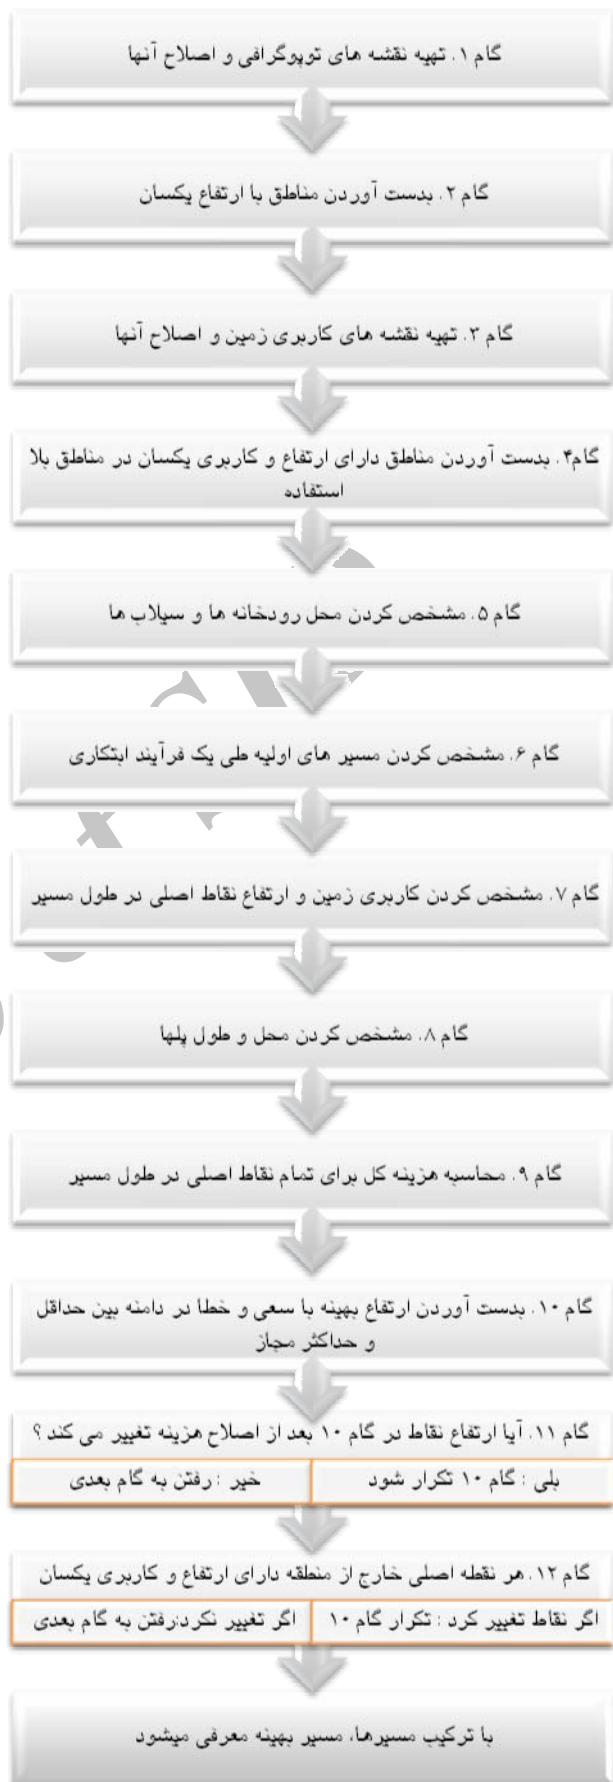 گام ۱. تهیه نقشه های توپوگرافی و اصلاح آنها
گام ۲. بدست آوردن مناطق با ارتفاع یکسان
گام ۳. تهیه نقشه های کاربری زمین و اصلاح آنها
گام۴. بدست آوردن مناطق دارای ارتفاع و کاربری یکسان در مناطق بلا
استفاده
گام ۵. مشخص کردن محل رودخانه ها و سیلاب ها
گام ۶. مشخص کردن مسیر های اولیه طی یک فرآیند ابتکاری
گام ۷. مشخص کردن کاربری زمین و ارتفاع نقاط اصلی در طول مسیر
گام ۸. مشخص کردن محل و طول پلها
گام ۹. محاسبه هزینه کل برای تمام نقاط اصلی در طول مسیر
گام ۱۰. بدست آوردن ارتفاع بهینه با سعی و خطا در دامنه بین حداقل
و حداکثر مجاز
گام ۱۱. آیا ارتفاع نقاط در گام ۱۰ بعد از اصلاح هزینه تغییر می کند ؟
بلی : گام ۱۰ تکرار شود
خیر : رفتن به گام بعدی
گام ۱۲. هر نقطه اصلی خارج از منطقه دارای ارتفاع و کاربری یکسان
اگر نقاط تغییر کرد : تکرار گام ۱۰
اگر تغییر نکرد:رفتن به گام بعدی
با ترکیب مسیرها، مسیر بهینه معرفی میشود